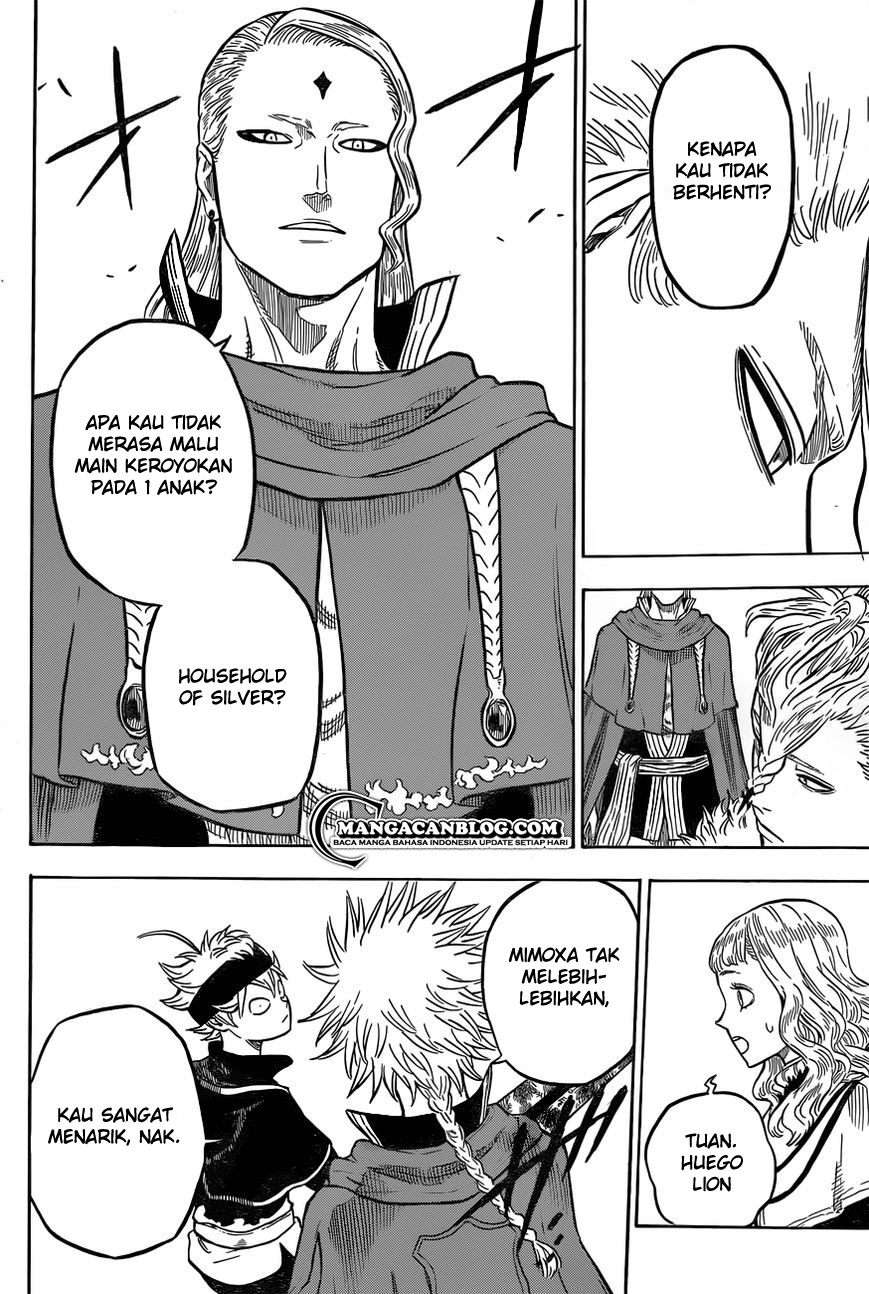 KENAPA
KAU TIDAK
BERHENTI?
APA KAU TIDAK
MERASA MALU
MAIN KEROYOKAN
PADA 1 ANAK?
HOUSEHOLD
OF SILVER?
MANGACANBLOG.COM
BACA MANGA BAHASA INDONESIA UPDATE SETIAP HARI
TUAN.
HUEGO
LION
MIMOXA TAK
MELEBIH-
LEBIHKAN,
KAU SANGAT
MENARIK, NAK.